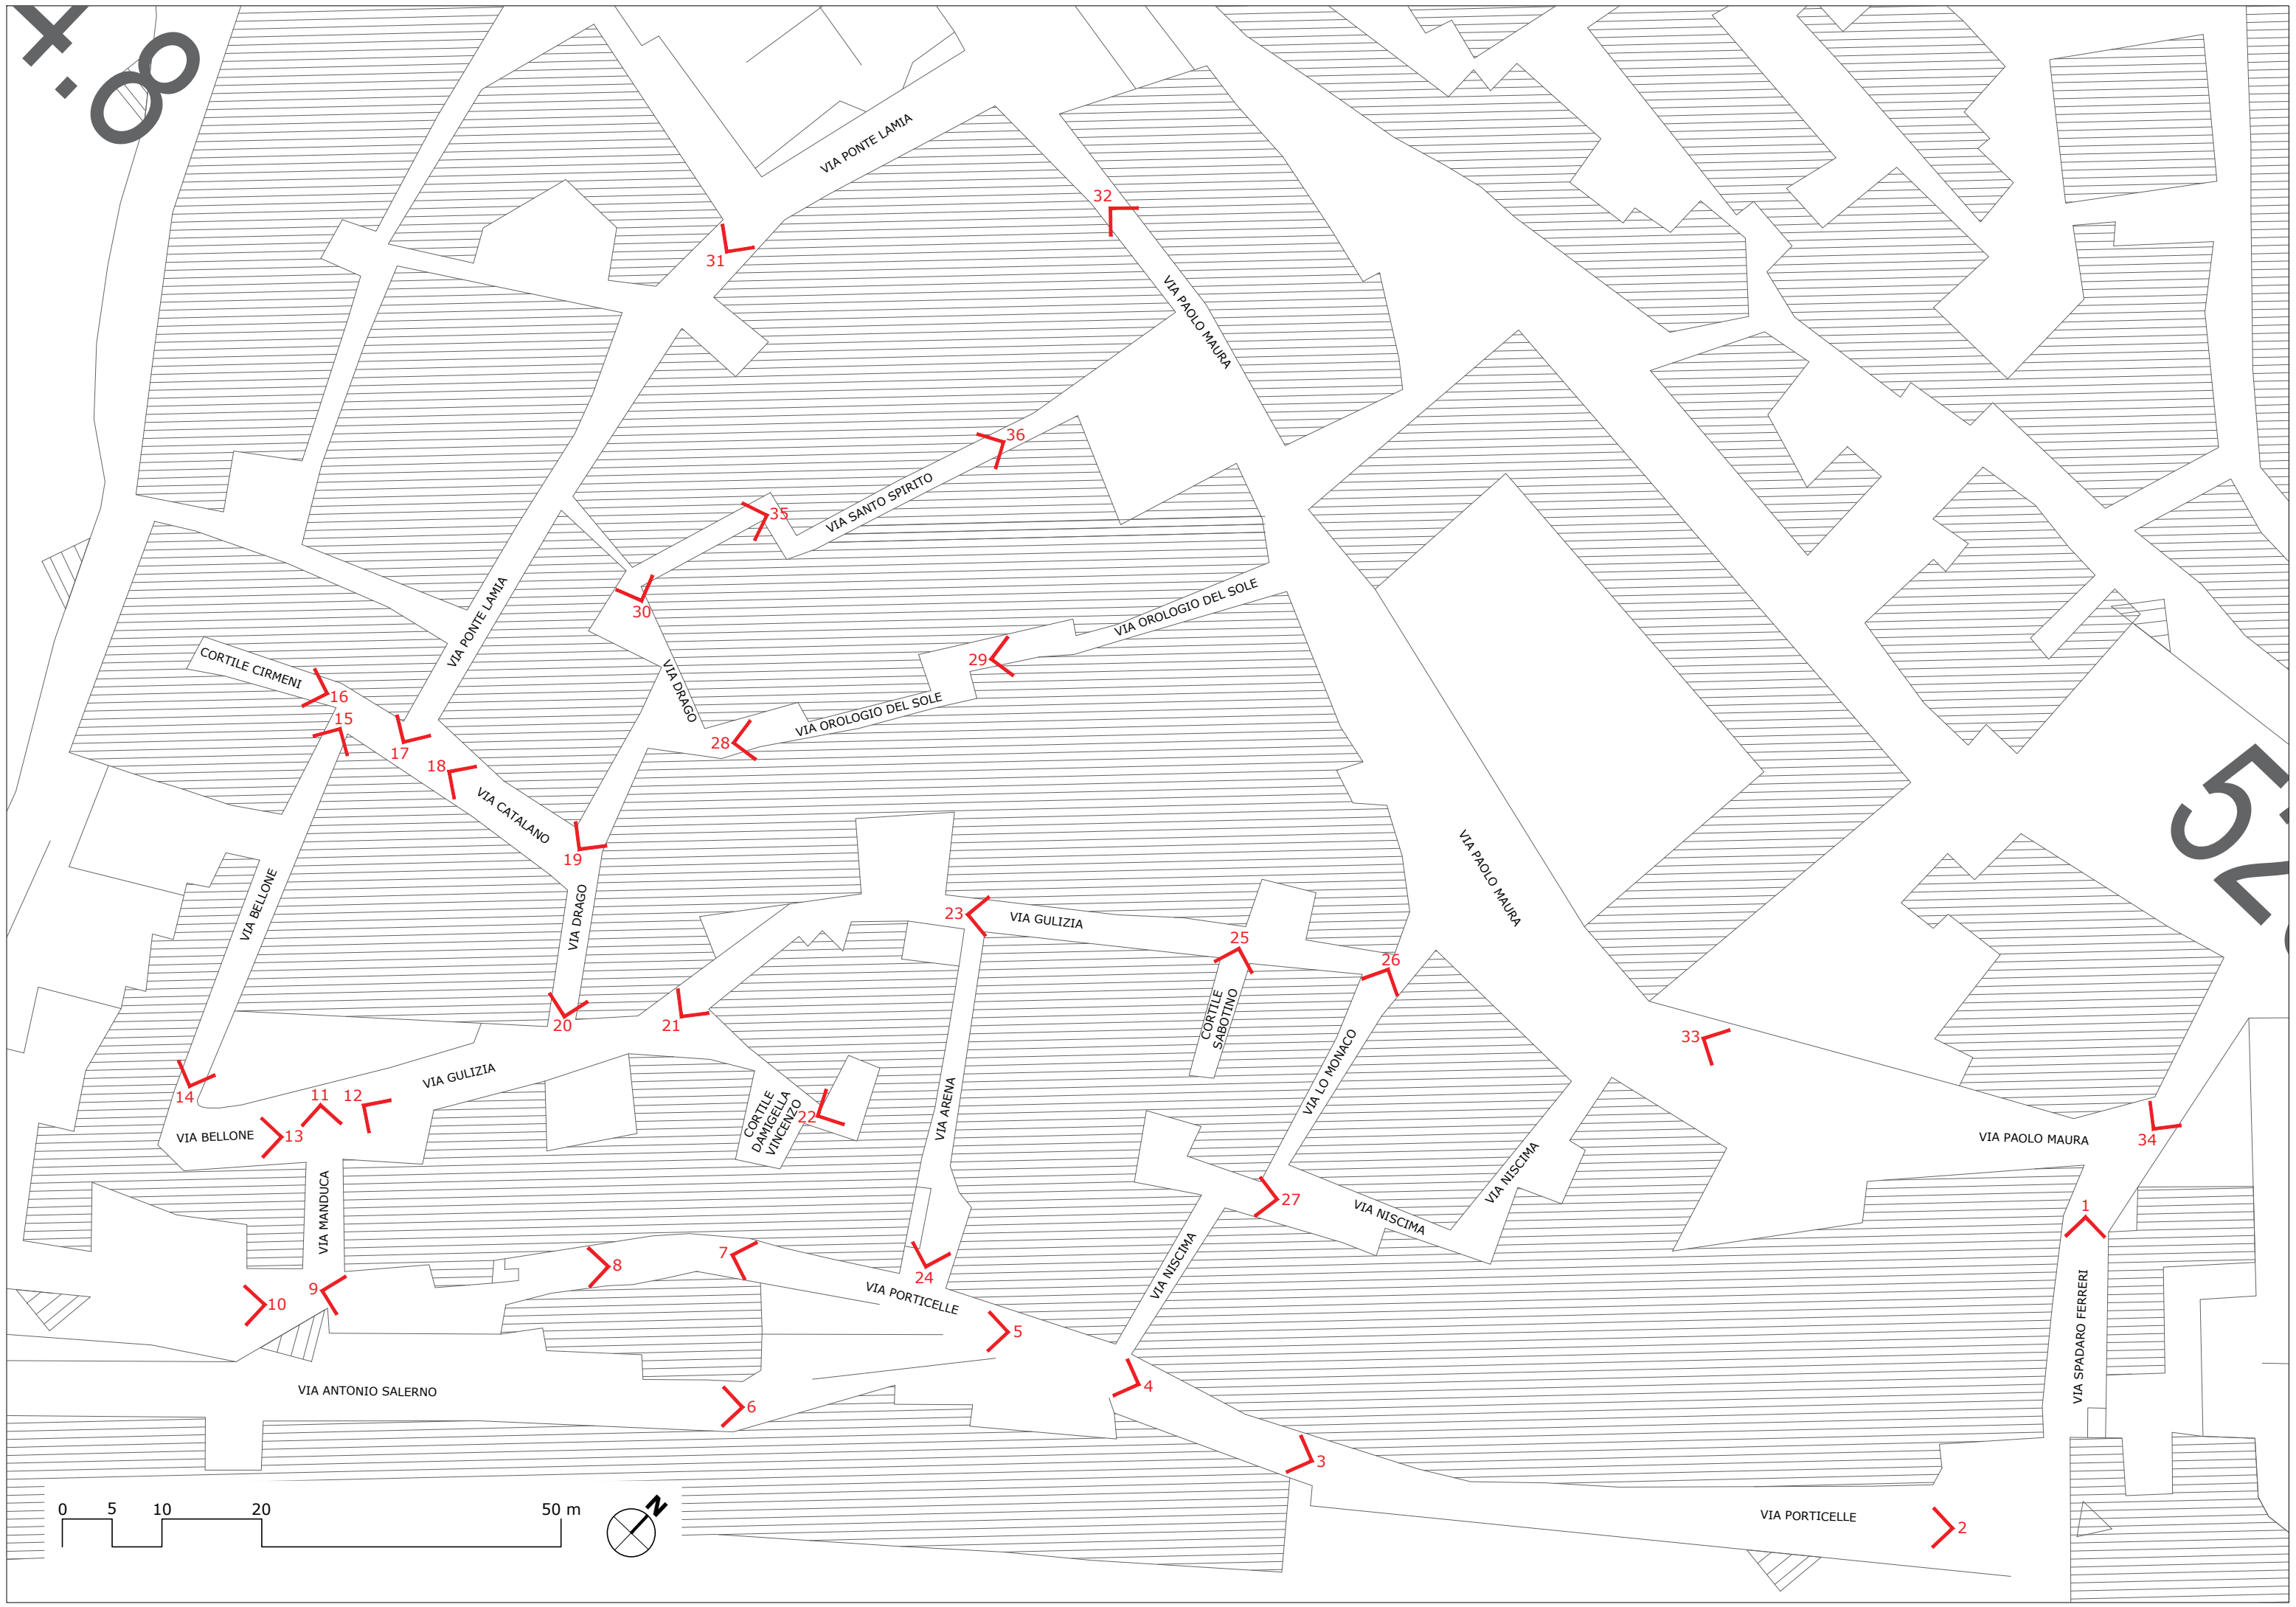 4.8
VIA PONTE LAMIA
32
31
VIA PAOLO MAURA
36
VIA SANTO SPIRITO
35
30
VIA PONTE LAMIA
VIA OROLOGIO DEL SOLE
CORTILE CIRMENI
16
29
VIA DRAGO
15
VIA OROLOGIO DEL SOLE
28
17
18
VIA CATALANO
19
VIA PAOLO MAURA
VIA BELLONE
VIA DRAGO
23
VIA GULIZIA
25
26
20
21
CORTILE
SABOTINO
33
VIA GULIZIA
VIA LO MONACO
14
11
12
CORTILE
DAMIGELLA
VINCENZO
22
VIA ARENA
VIA BELLONE
13
VIA PAOLO MAURA
34
VIA NISCIMA
27
VIA NISCIMA
1
VIA MANDUCA
7
8
24
VIA NISCIMA
9
10
VIA PORTICELLE
5
VIA SPADARO FERRERI
VIA ANTONIO SALERNO
6
4
3
0 5 10 20 50 m
N
VIA PORTICELLE
2